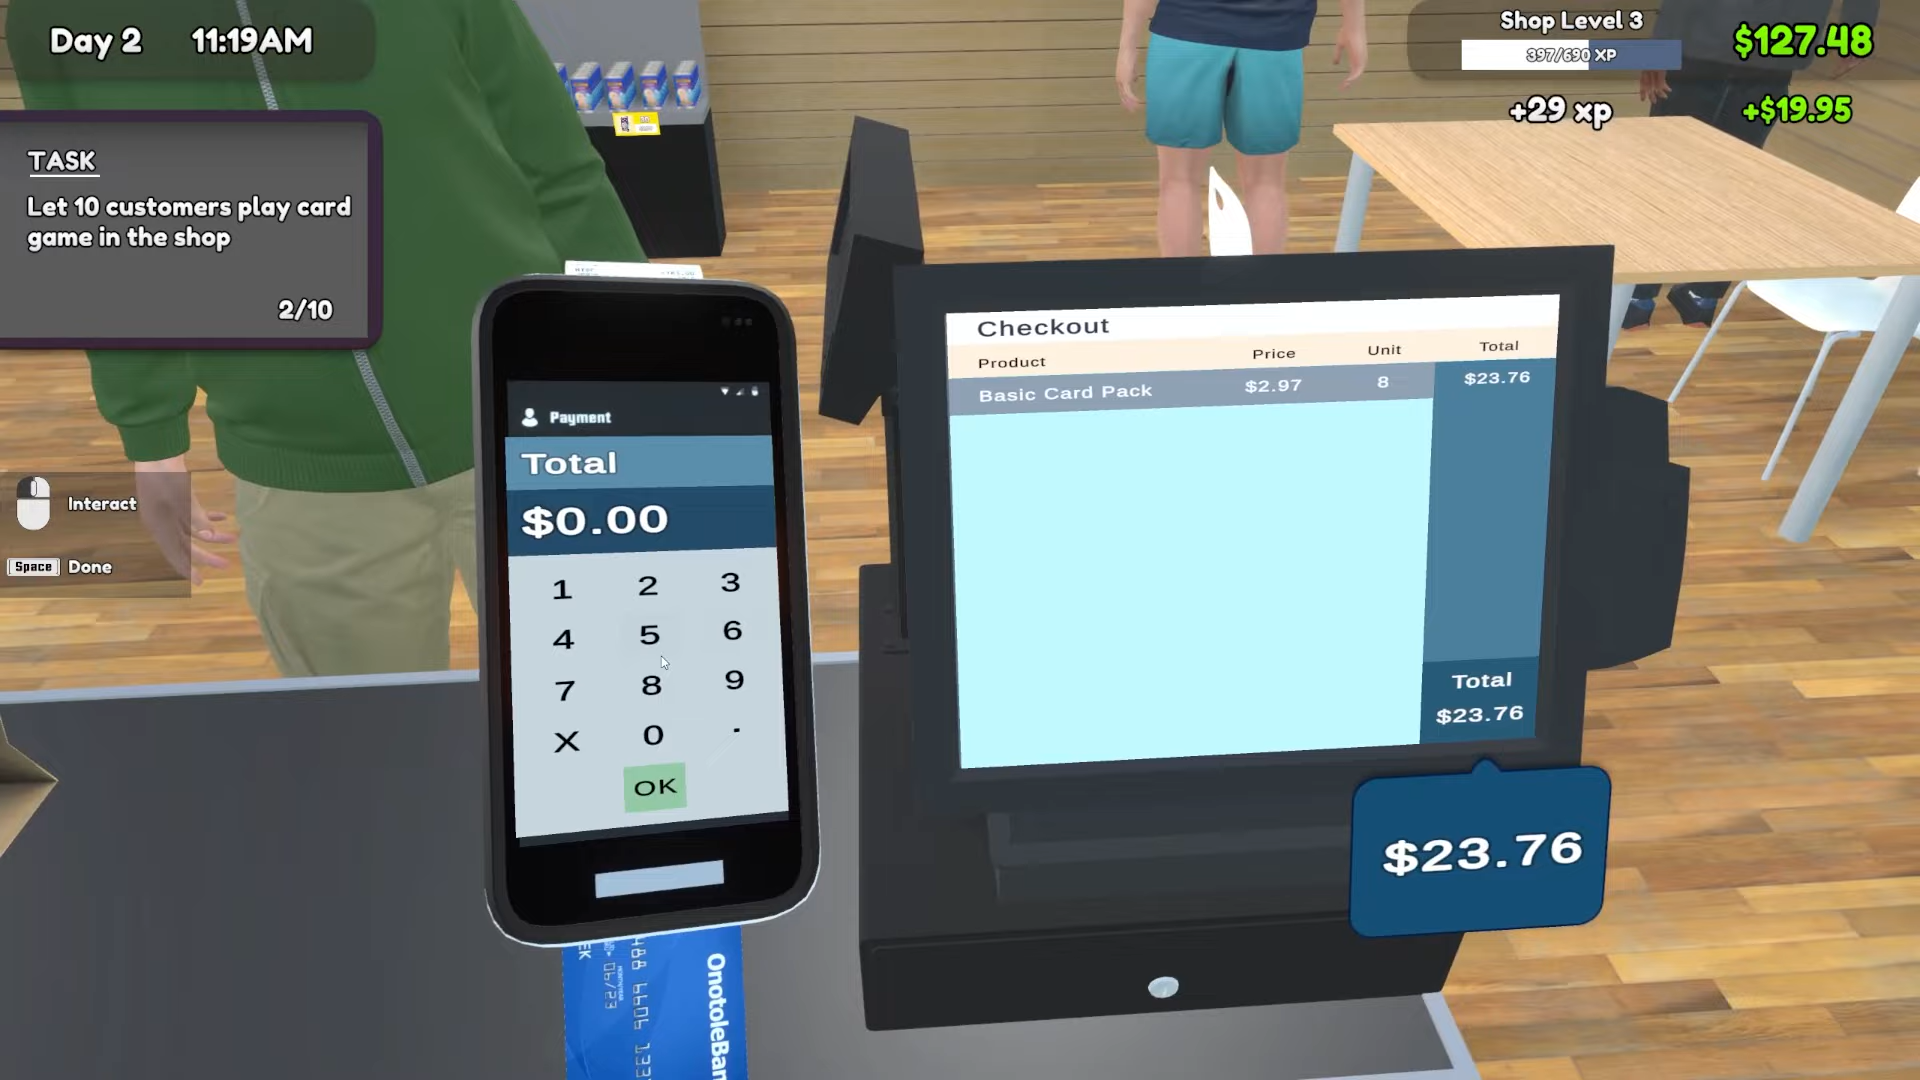 Day 2 11:19AM
Shop Level 3
397/690 XP
$127.48
+29 xp
+$19.95
TASK
Let 10 customers play card
game in the shop
2/10
Interact
Space Done
Payment
Total
$0.00
1 2 3
4 5 6
7 8 9
X 0 .
OK
Checkout
Product Price Unit Total
Basic Card Pack $2.97 8 $23.76
Total
$23.76
$23.76
06/23
OnotoleBan